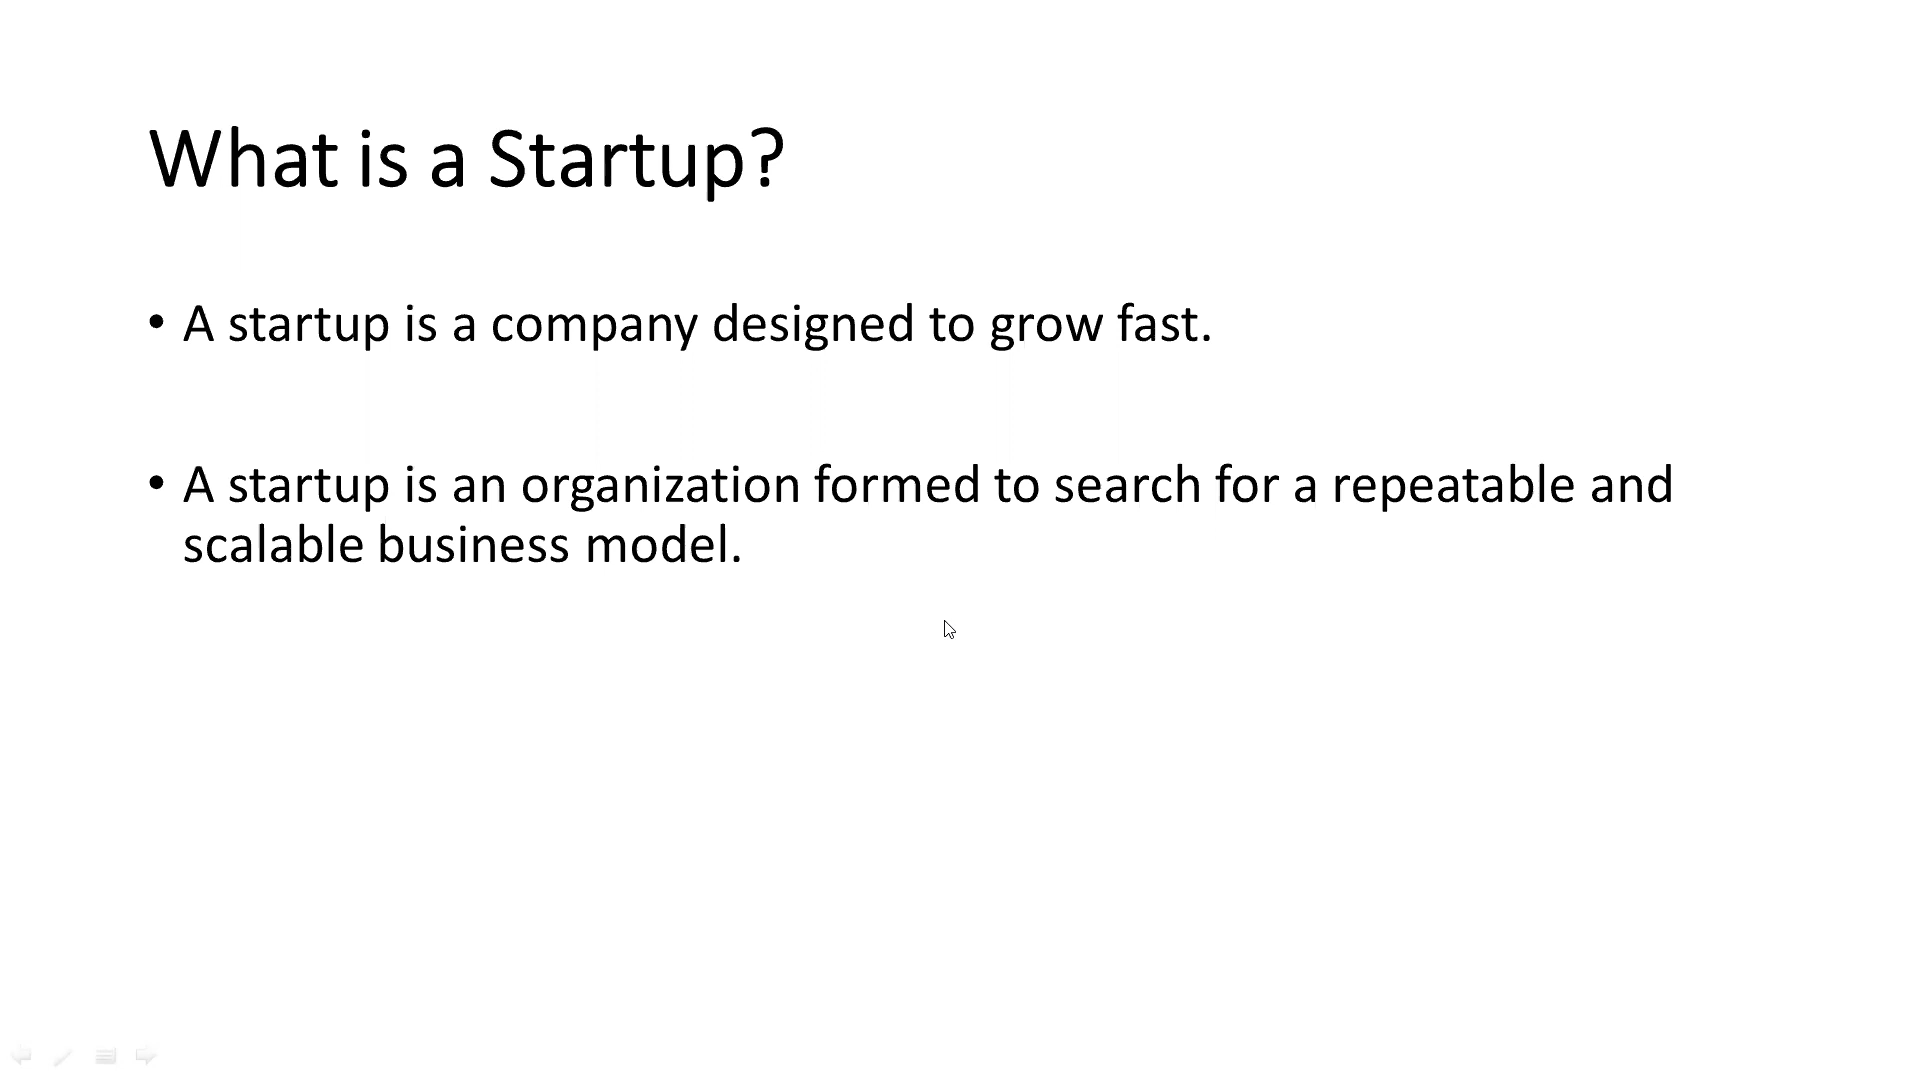 What is a Startup?
• A startup is a company designed to grow fast.
• A startup is an organization formed to search for a repeatable and
scalable business model.